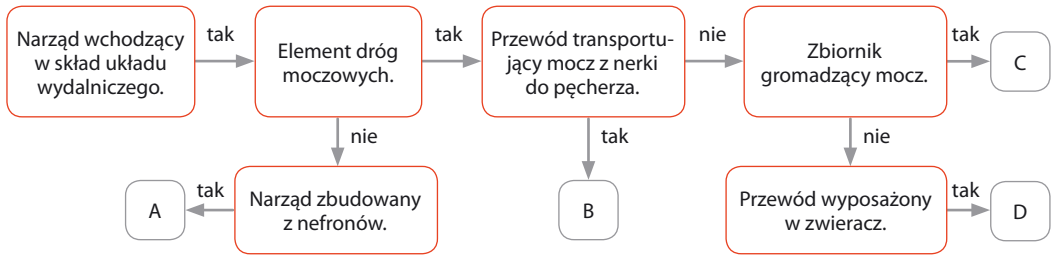 Narząd wchodzący
w skład układu
wydalniczego.
tak
Element dróg
moczowych.
tak
Przewód transportu-
jący mocz z nerki
do pęcherza.
nie
Zbiornik
gromadzący mocz.
tak
C
nie
tak
nie
A
tak
Narząd zbudowany
z nefronów.
B
Przewód wyposażony
w zwieracz.
tak
D